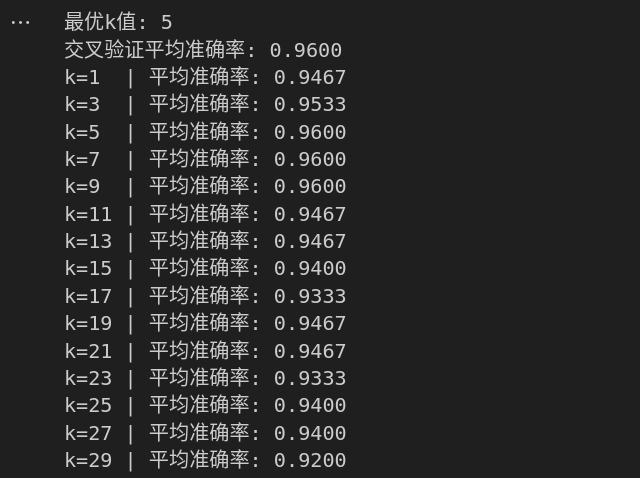 最优k值: 5
交叉验证平均准确率: 0.9600
k=1  | 平均准确率: 0.9467
k=3  | 平均准确率: 0.9533
k=5  | 平均准确率: 0.9600
k=7  | 平均准确率: 0.9600
k=9  | 平均准确率: 0.9600
k=11 | 平均准确率: 0.9467
k=13 | 平均准确率: 0.9467
k=15 | 平均准确率: 0.9400
k=17 | 平均准确率: 0.9333
k=19 | 平均准确率: 0.9467
k=21 | 平均准确率: 0.9467
k=23 | 平均准确率: 0.9333
k=25 | 平均准确率: 0.9400
k=27 | 平均准确率: 0.9400
k=29 | 平均准确率: 0.9200